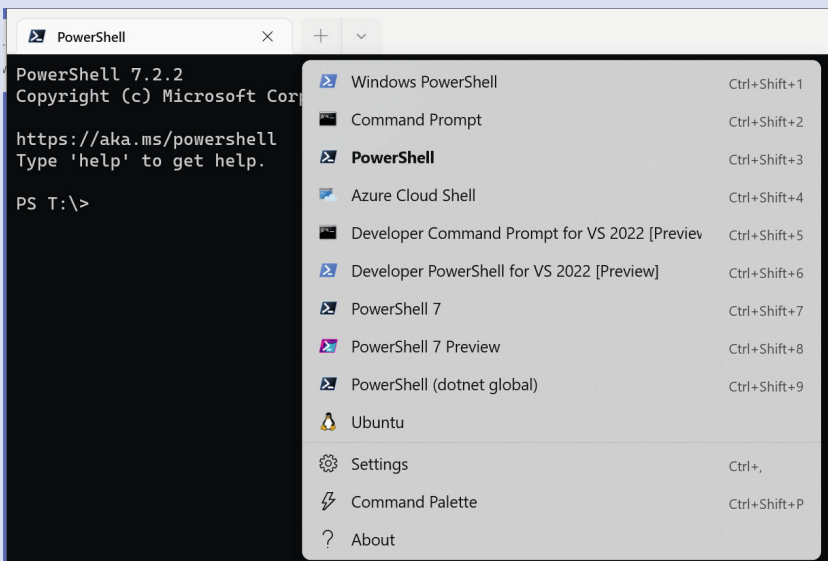 PowerShell
PowerShell 7.2.2
Copyright (c) Microsoft Corp
https://aka.ms/powershell
Type 'help' to get help.
PS T:\>
Windows PowerShell Ctrl+Shift+1
Command Prompt Ctrl+Shift+2
PowerShell Ctrl+Shift+3
Azure Cloud Shell Ctrl+Shift+4
Developer Command Prompt for VS 2022 [Previev Ctrl+Shift+5
Developer PowerShell for VS 2022 [Preview] Ctrl+Shift+6
PowerShell 7 Ctrl+Shift+7
PowerShell 7 Preview Ctrl+Shift+8
PowerShell (dotnet global) Ctrl+Shift+9
Ubuntu
Settings Ctrl+,
Command Palette Ctrl+Shift+P
About